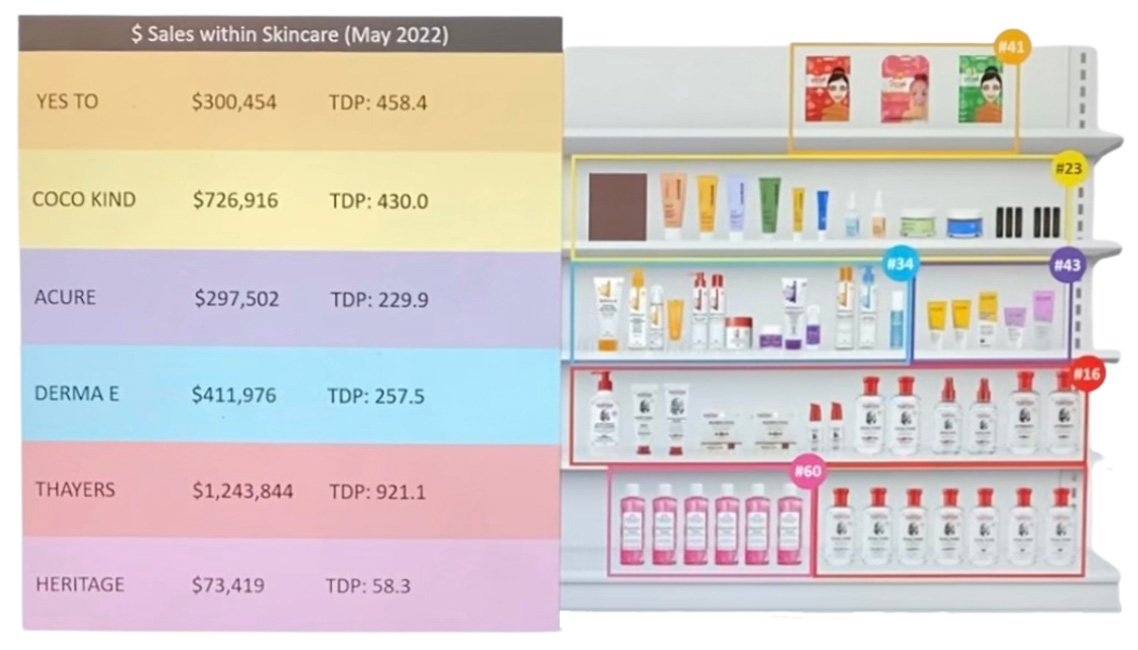 $ Sales within Skincare (May 2022)
YES TO $300,454 TDP: 458.4
COCO KIND $726,916 TDP: 430.0
ACURE $297,502 TDP: 229.9
DERMA E $411,976 TDP: 257.5
THAYERS $1,243,844 TDP: 921.1
HERITAGE $73,419 TDP: 58.3
#41
#23
#34
#43
#16
#60